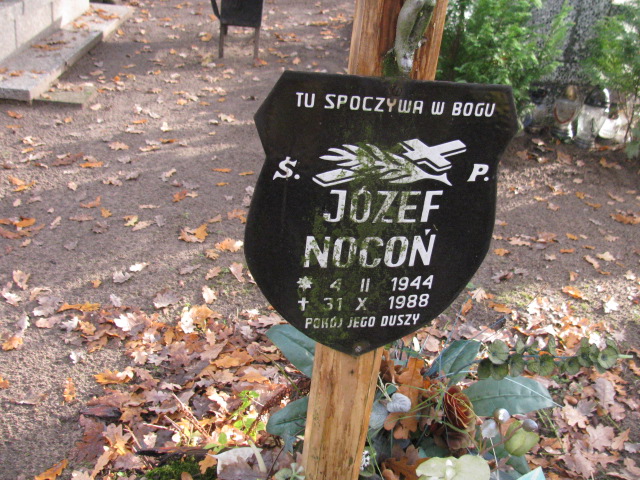 TU SPOCZYWA W BOGU
Ś. P.
JÓZEF
NOCOŃ
* 4 II 1944
✝ 31 X 1988
POKÓJ JEGO DUSZY